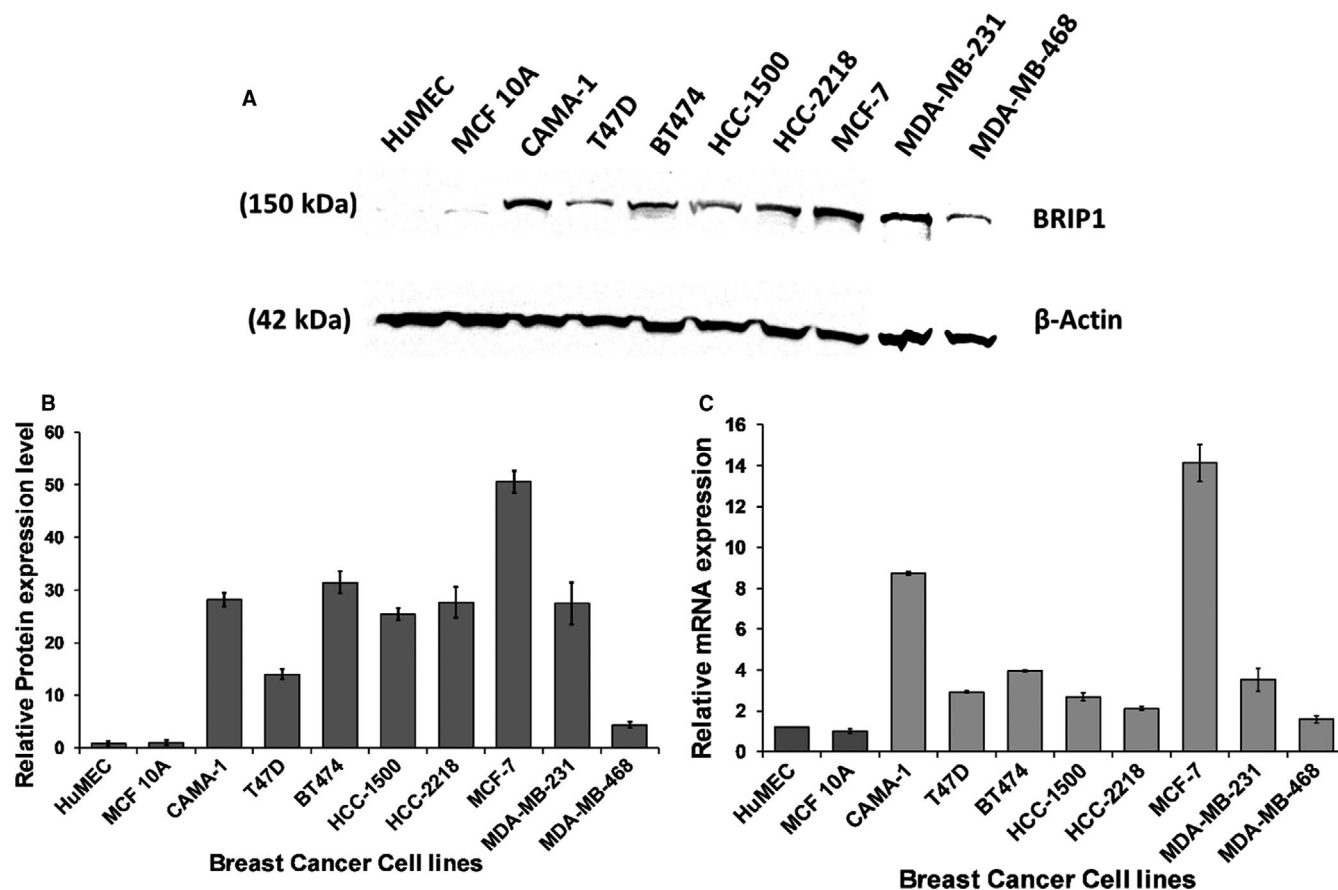 A
HuMEC MCF 10A CAMA-1 T47D BT474 HCC-1500 HCC-2218 MCF-7 MDA-MB-231 MDA-MB-468
(150 kDa) BRIP1
(42 kDa) β-Actin
B
Relative Protein expression level
60
50
40
30
20
10
0
HuMEC MCF 10A CAMA-1 T47D BT474 HCC-1500 HCC-2218 MCF-7 MDA-MB-231 MDA-MB-468
Breast Cancer Cell lines
C
Relative mRNA expression
16
14
12
10
8
6
4
2
0
HuMEC MCF 10A CAMA-1 T47D BT474 HCC-1500 HCC-2218 MCF-7 MDA-MB-231 MDA-MB-468
Breast Cancer Cell lines